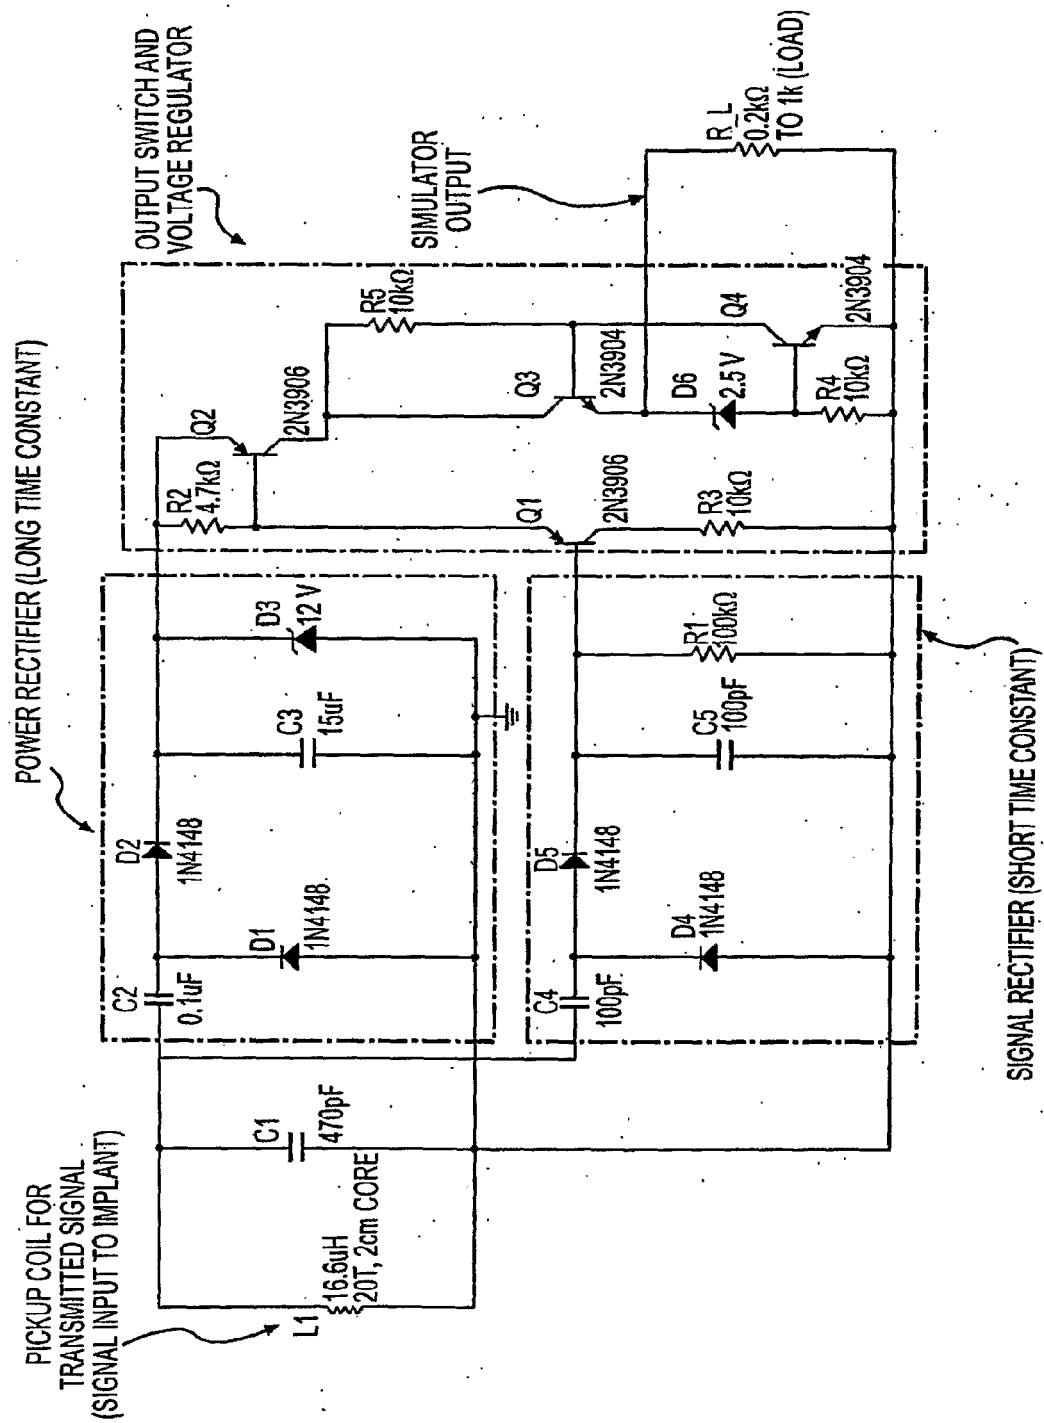 PICKUP COIL FOR
TRANSMITTED SIGNAL
(SIGNAL INPUT TO IMPLANT)
L1
16.6uH
20T, 2cm CORE
C1
470pF
POWER RECTIFIER (LONG TIME CONSTANT)
C2
0.1uF
D1
1N4148
D2
1N4148
C3
15uF
D3
12 V
C4
100pF.
D4
1N4148
D5
1N4148
C5
100pF
R1
100kΩ
SIGNAL RECTIFIER (SHORT TIME CONSTANT)
OUTPUT SWITCH AND
VOLTAGE REGULATOR
R2
4.7kΩ
Q2
2N3906
Q1
2N3906
R3
10kΩ
R5
10kΩ
Q3
2N3904
D6
2.5 V
Q4
2N3904
R4
10kΩ
SIMULATOR
OUTPUT
R_L
0.2kΩ
TO 1k (LOAD)